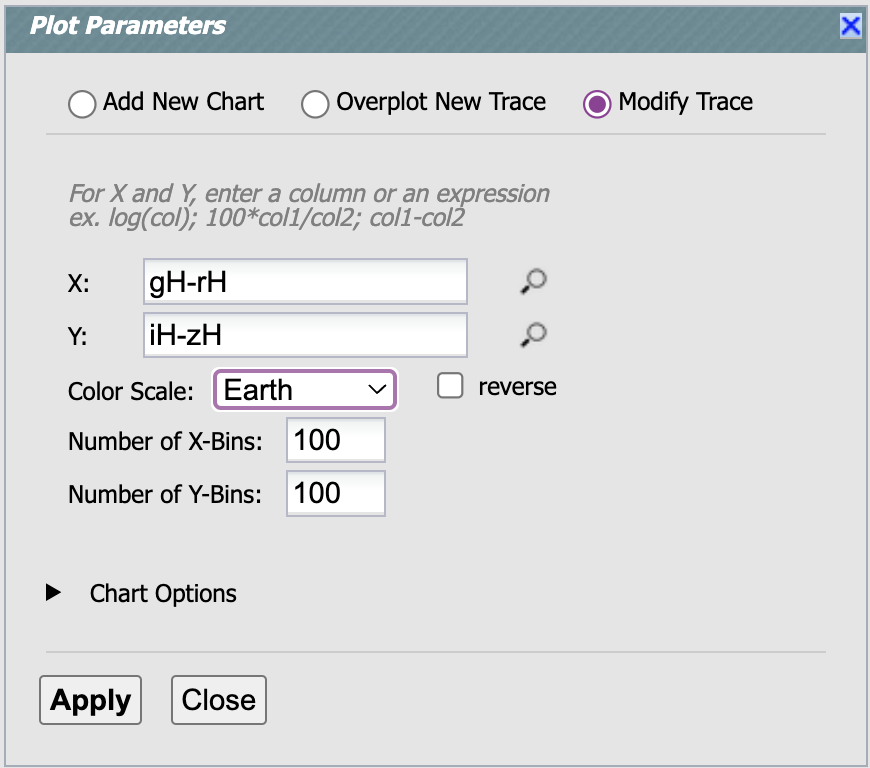 Plot Parameters
Add New Chart Overplot New Trace Modify Trace
For X and Y, enter a column or an expression
ex. log(col); 100*col1/col2; col1-col2
X: gH-rH
Y: iH-zH
Color Scale: Earth reverse
Number of X-Bins: 100
Number of Y-Bins: 100
Chart Options
Apply Close